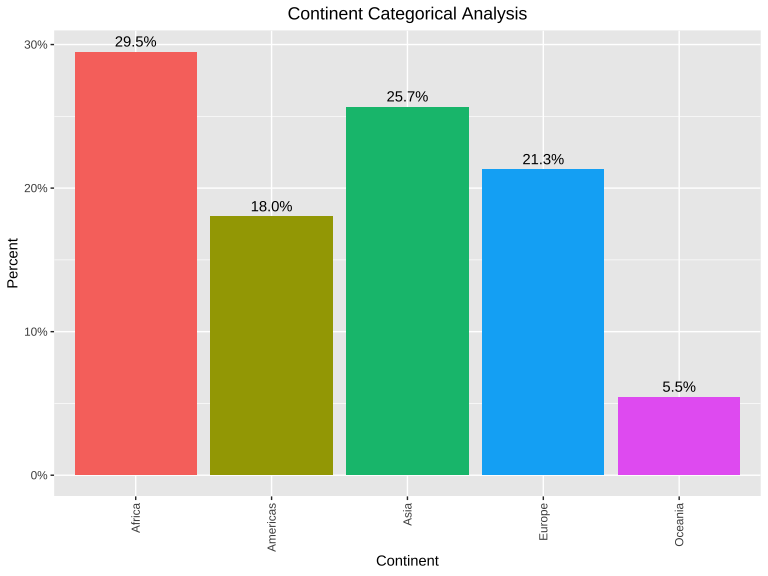 Continent Categorical Analysis
30%
20%
10%
0%
Percent
29.5%
18.0%
25.7%
21.3%
5.5%
Africa
Americas
Asia
Europe
Oceania
Continent